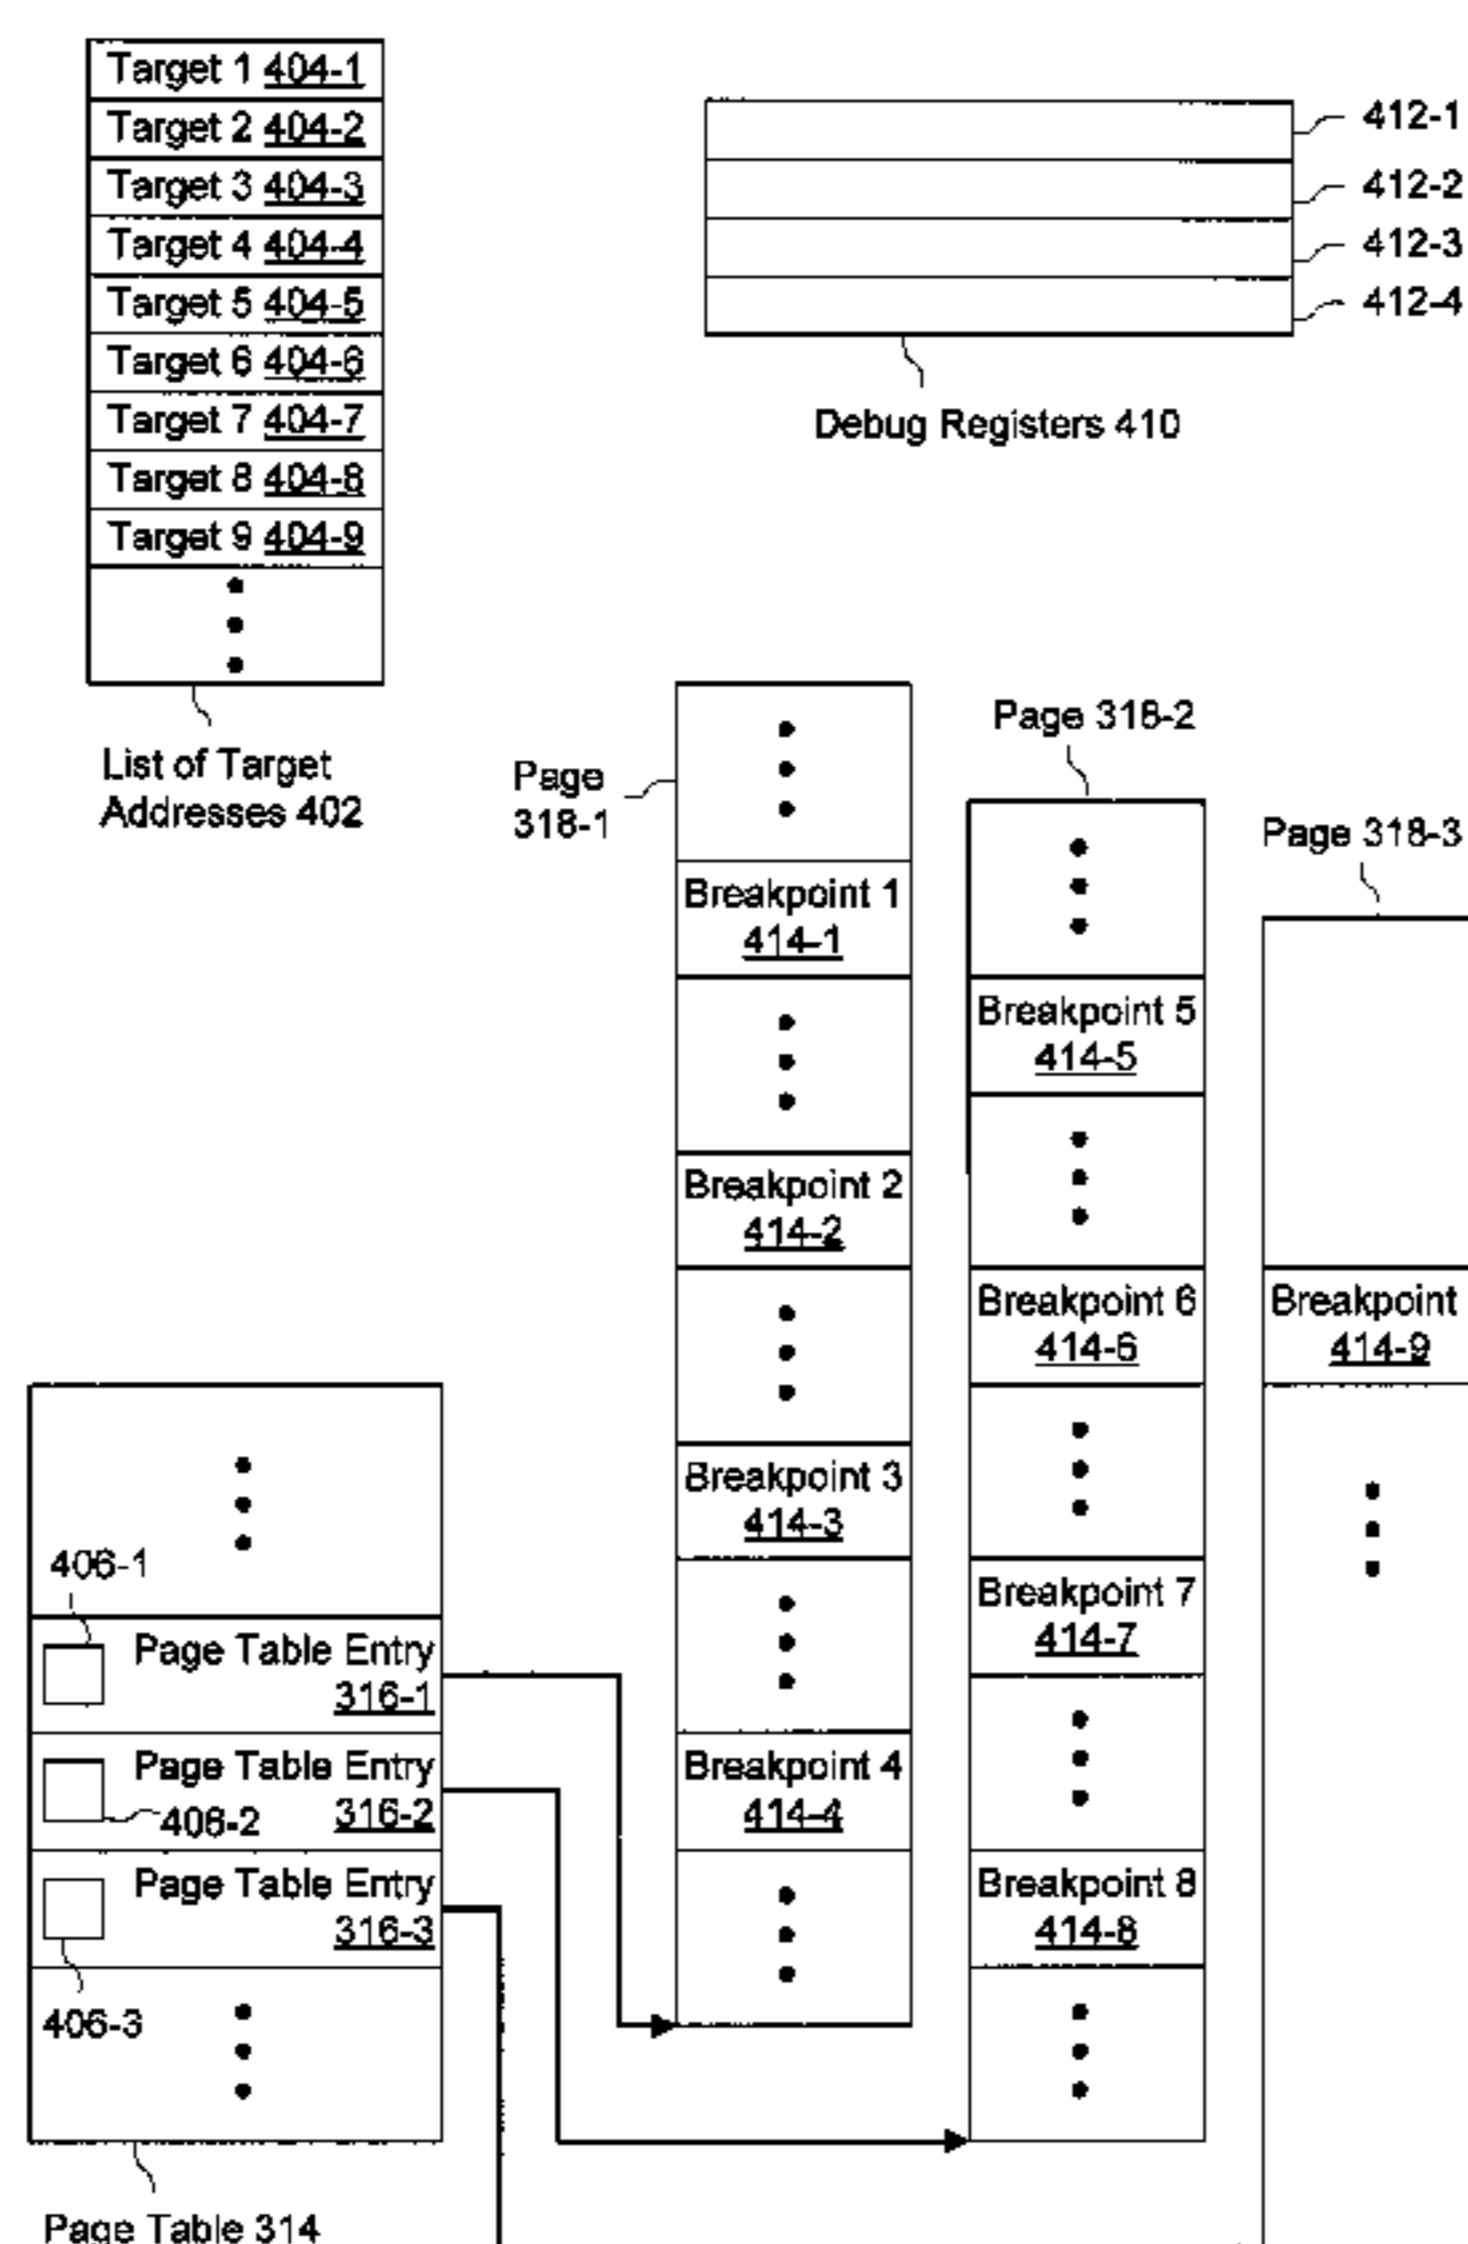 Target 1 404-1
Target 2 404-2
Target 3 404-3
Target 4 404-4
Target 5 404-5
Target 6 404-6
Target 7 404-7
Target 8 404-8
Target 9 404-9
List of Target
Addresses 402
412-1
412-2
412-3
412-4
Debug Registers 410
Page
318-1
Breakpoint 1
414-1
Breakpoint 2
414-2
Breakpoint 3
414-3
Breakpoint 4
414-4
Page 318-2
Breakpoint 5
414-5
Breakpoint 6
414-6
Breakpoint 7
414-7
Breakpoint 8
414-8
Page 318-3
Breakpoint
414-9
406-1
Page Table Entry
316-1
Page Table Entry
406-2 316-2
Page Table Entry
316-3
406-3
Page Table 314